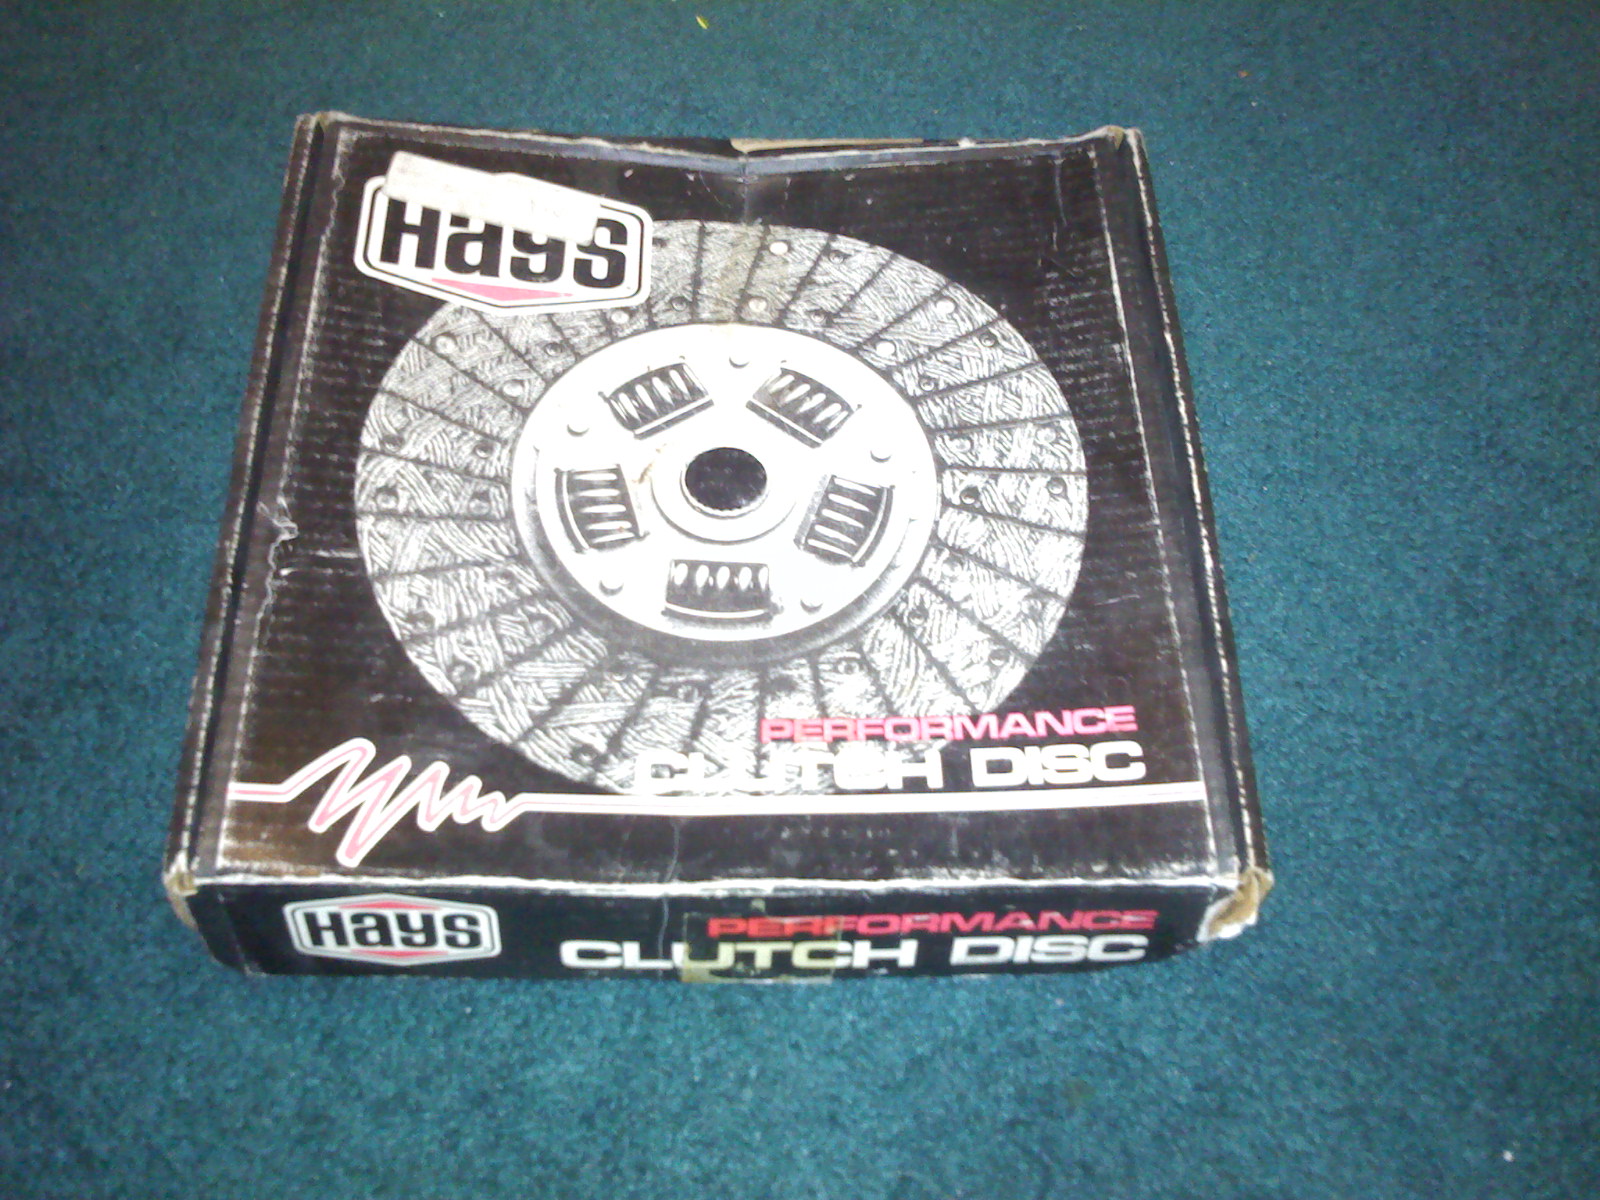 Hays
PERFORMANCE
CLUTCH DISC
Hays
PERFORMANCE
CLUTCH DISC